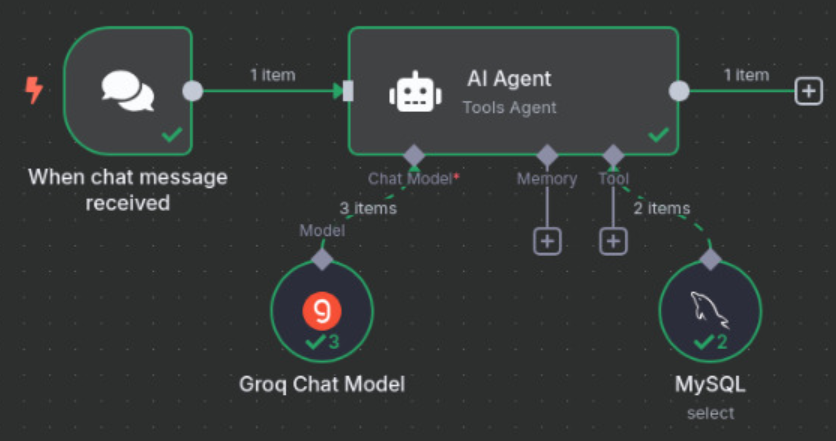 1 item
AI Agent
Tools Agent
1 item
When chat message
received
Chat Model*
Memory
Tool
3 items
2 items
Model
3
2
Groq Chat Model
MySQL
select